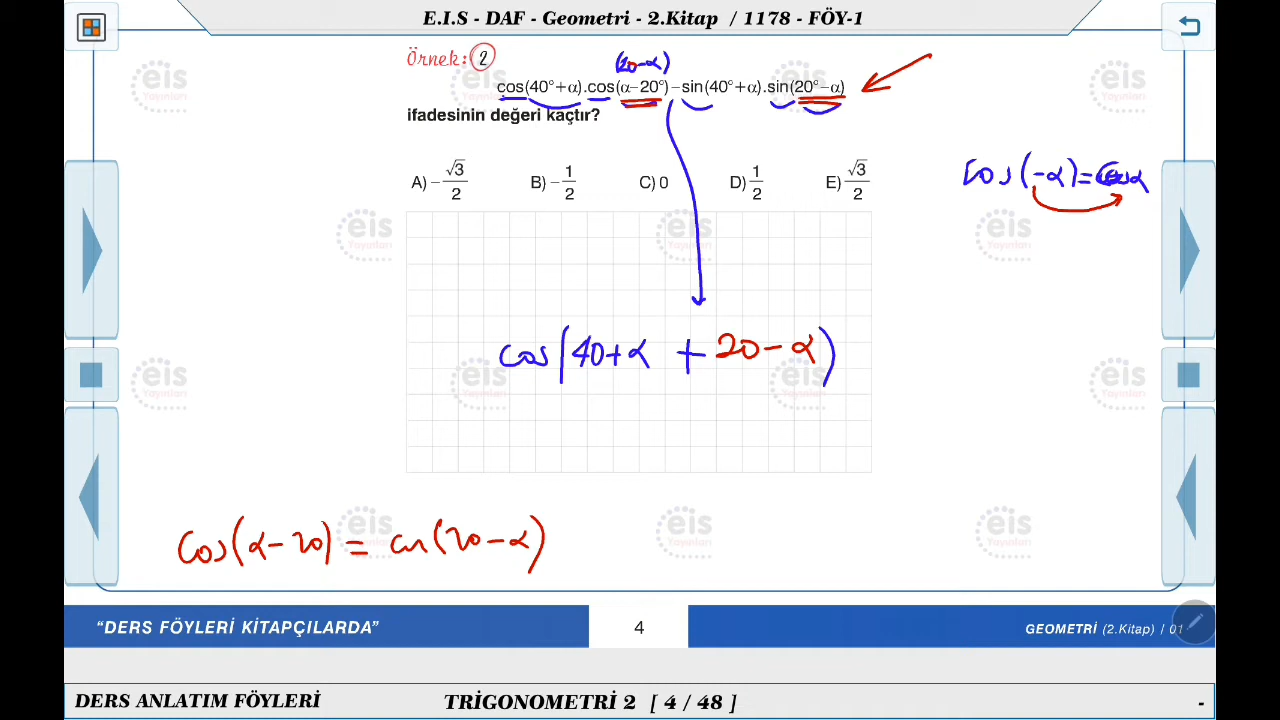 E.I.S - DAF - Geometri - 2.Kitap / 1178 - FÖY-1
Örnek: 2
(20-α)
cos(40°+α).cos(α-20°)-sin(40°+α).sin(20°-α)
ifadesinin değeri kaçtır?
A) -√3/2 B) -1/2 C) 0 D) 1/2 E) √3/2
cos(-α)=cosα
cos(40+α + 20-α)
cos(α-20) = cos(20-α)
eis Yayınları
"DERS FÖYLERİ KİTAPÇILARDA" 4 GEOMETRİ (2.Kitap) / 01
DERS ANLATIM FÖYLERİ TRİGONOMETRİ 2 [ 4 / 48 ] -